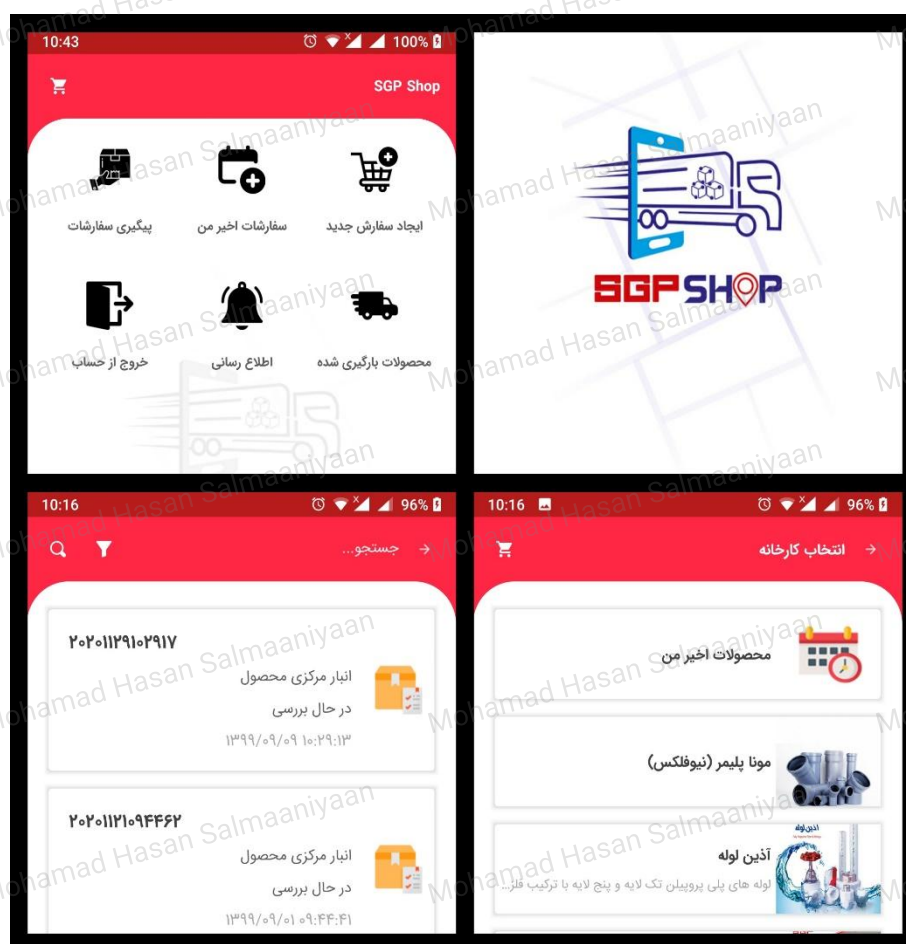 10:43
100%
SGP Shop
ایجاد سفارش جدید
سفارشات اخیر من
پیگیری سفارشات
محصولات بارگیری شده
اطلاع رسانی
خروج از حساب
SGP SHOP
10:16
96%
جستجو...
۲۰۲۰۱۱۲۹۱۰۲۹۱۷
انبار مرکزی محصول
در حال بررسی
۱۳۹۹/۰۹/۰۹ ۱۰:۲۹:۱۳
۲۰۲۰۱۱۲۱۰۹۴۴۶۲
انبار مرکزی محصول
در حال بررسی
۱۳۹۹/۰۹/۰۱ ۰۹:۴۴:۴۱
10:16
96%
انتخاب کارخانه
محصولات اخیر من
مونا پلیمر (نیوفلکس)
آذین لوله
لوله های پلی پروپیلن تک لایه و پنج لایه با ترکیب فلز...
آذین لوله
Mohamad Hasan Salmaaniyaan